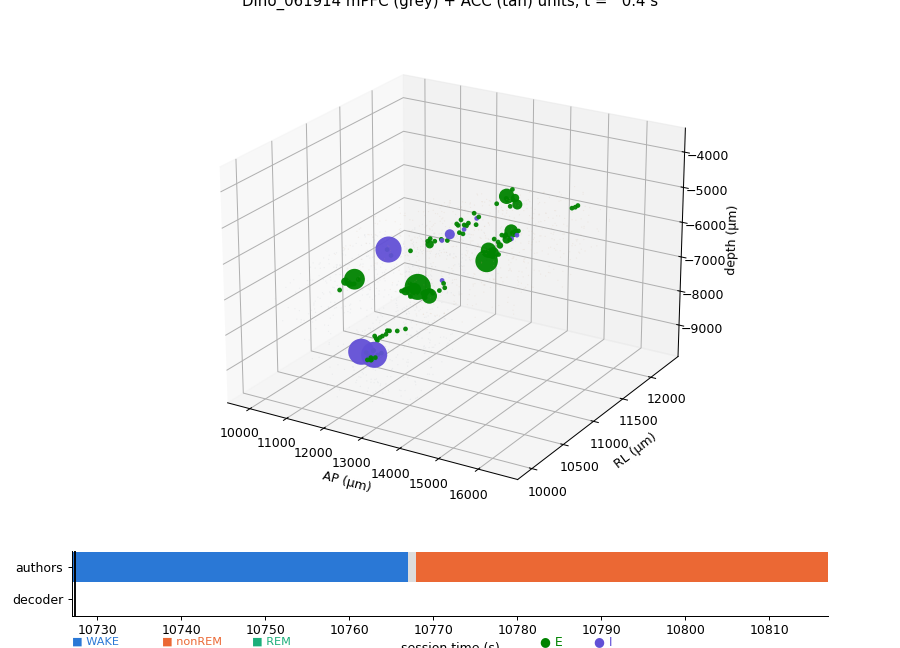 Dino_061914 mPFC (grey) + ACC (tan) units, t = 0.4 s
−4000
−5000
−6000
−7000
−8000
−9000
depth (μm)
12000
11500
11000
10500
10000
RL (μm)
10000
11000
12000
13000
14000
15000
16000
AP (μm)
authors
decoder
10730
10740
10750
10760
10770
10780
10790
10800
10810
session time (s)
WAKE
nonREM
REM
E
I